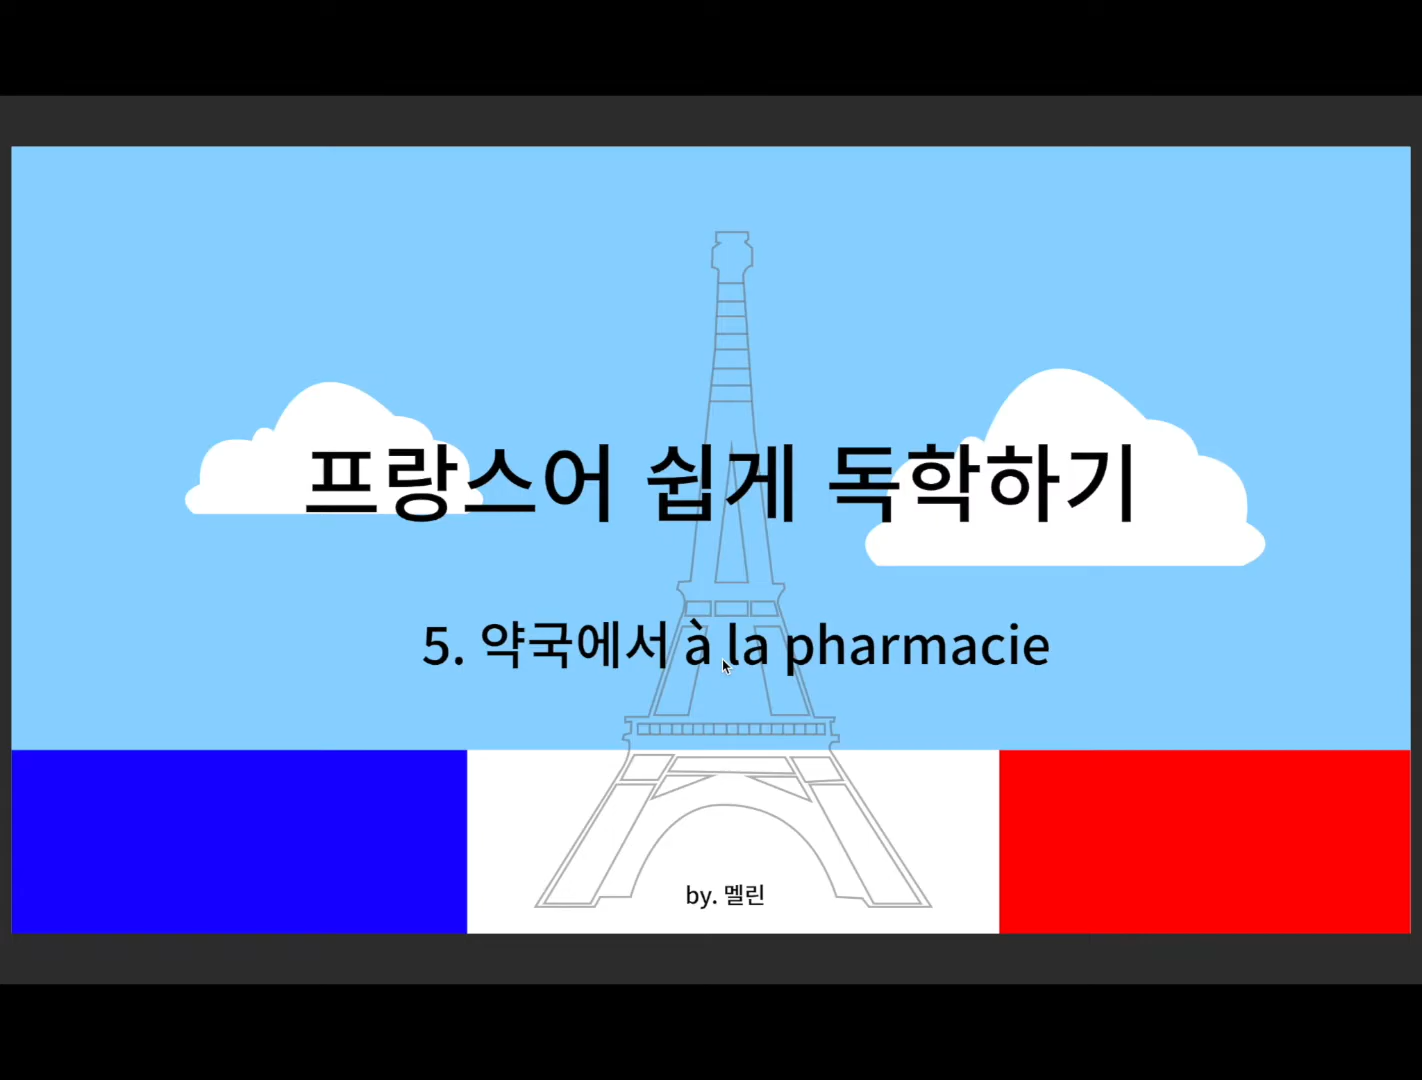 프랑스어 쉽게 독학하기
5. 약국에서 à la pharmacie
by. 멜린